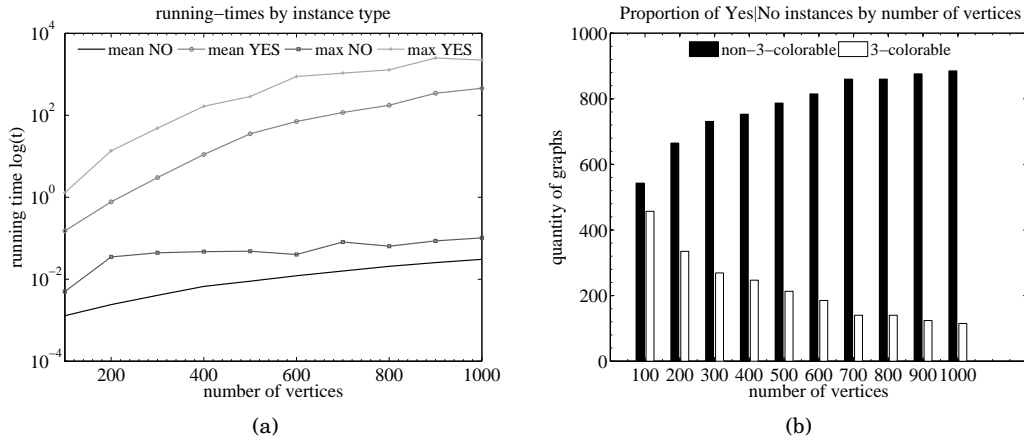 running−times by instance type
10^4
mean NO mean YES max NO max YES
10^2
10^0
10^−2
10^−4
running time log(t)
200 400 600 800 1000
number of vertices
(a)
Proportion of Yes|No instances by number of vertices
1000
non−3−colorable 3−colorable
800
600
400
200
0
quantity of graphs
100 200 300 400 500 600 700 800 900 1000
number of vertices
(b)